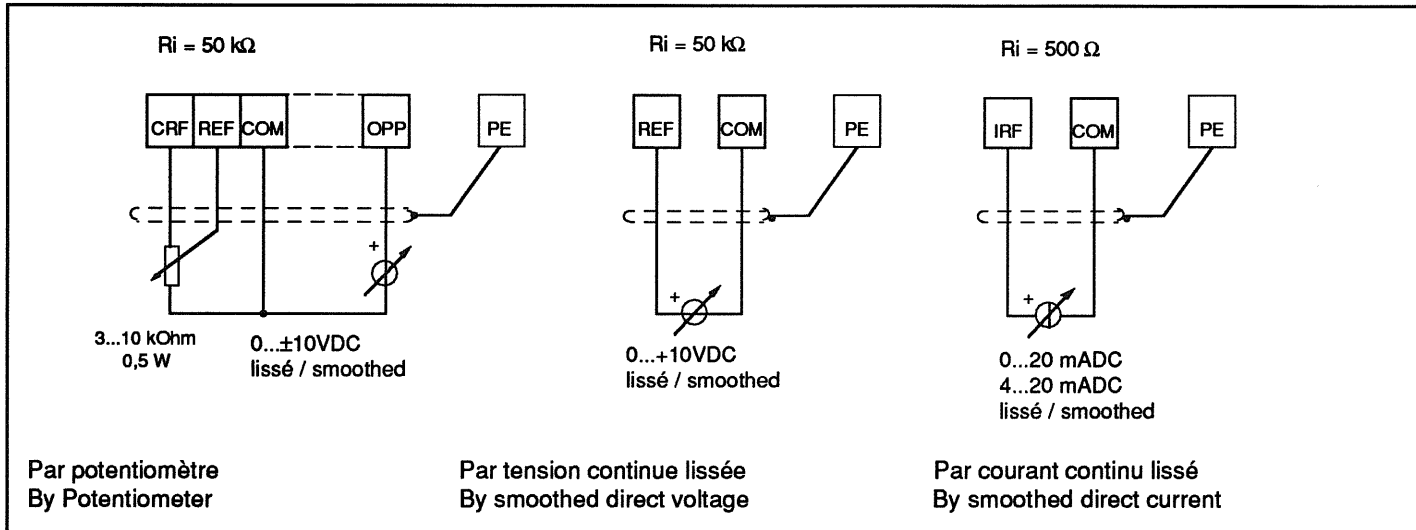 Ri = 50 kΩ
CRF REF COM OPP PE
+
3...10 kOhm
0,5 W
0...±10VDC
lissé / smoothed
Par potentiomètre
By Potentiometer
Ri = 50 kΩ
REF COM PE
+
0...+10VDC
lissé / smoothed
Par tension continue lissée
By smoothed direct voltage
Ri = 500 Ω
IRF COM PE
+
0...20 mADC
4...20 mADC
lissé / smoothed
Par courant continu lissé
By smoothed direct current